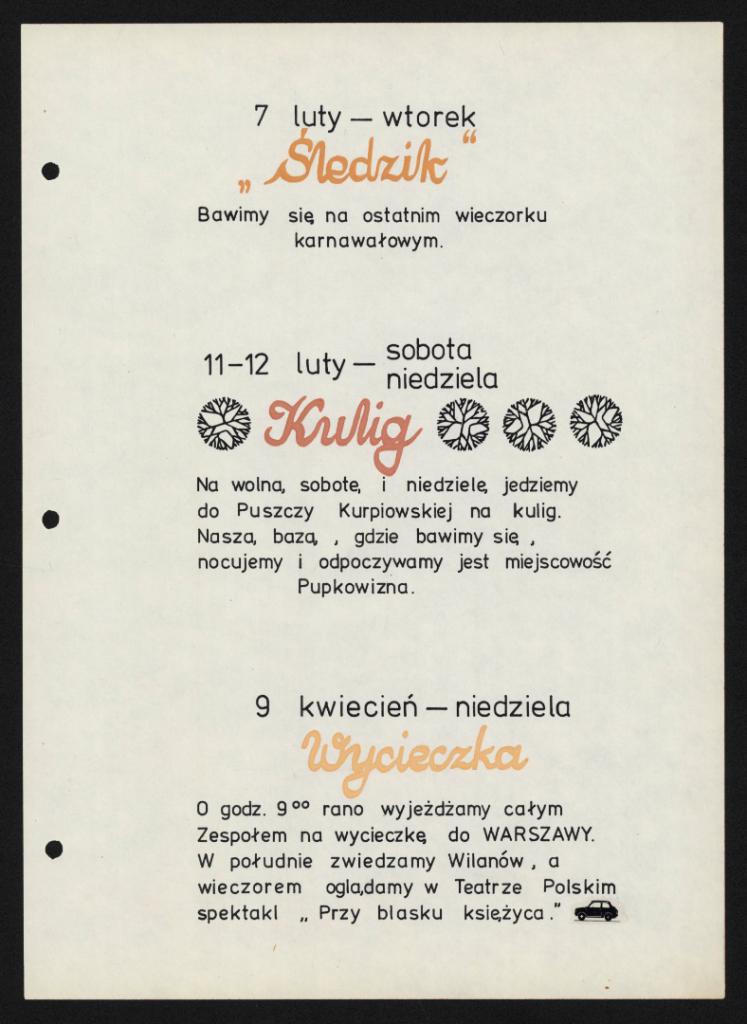 7 luty — wtorek
„Śledzik“
Bawimy się na ostatnim wieczorku
karnawałowym.
11-12 luty — sobota
niedziela
Kulig
Na wolną sobotę i niedzielę jedziemy
do Puszczy Kurpiowskiej na kulig.
Naszą bazą, gdzie bawimy się,
nocujemy i odpoczywamy jest miejscowość
Pupkowizna.
9 kwiecień — niedziela
Wycieczka
O godz. 9⁰⁰ rano wyjeżdżamy całym
Zespołem na wycieczkę do WARSZAWY.
W południe zwiedzamy Wilanów, a
wieczorem oglądamy w Teatrze Polskim
spektakl „Przy blasku księżyca.”